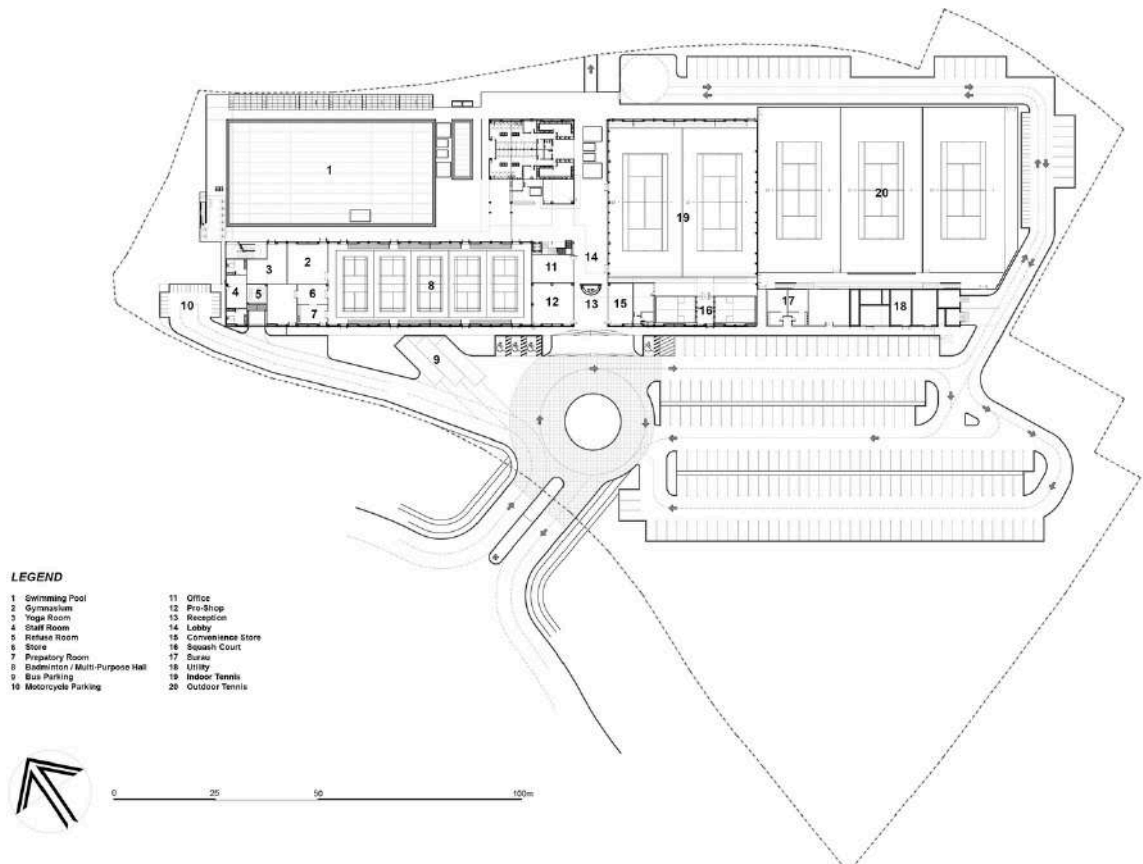 1
20
19
14
2
3
11
8
4
5
6
12
13
15
16
17
18
7
10
9
LEGEND
1 Swimming Pool
2 Gymnasium
3 Yoga Room
4 Staff Room
5 Refuse Room
6 Store
7 Prepatory Room
8 Badminton / Multi-Purpose Hall
9 Bus Parking
10 Motorcycle Parking
11 Office
12 Pro-Shop
13 Reception
14 Lobby
15 Convenience Store
16 Squash Court
17 Surau
18 Utility
19 Indoor Tennis
20 Outdoor Tennis
0 25 50 100m